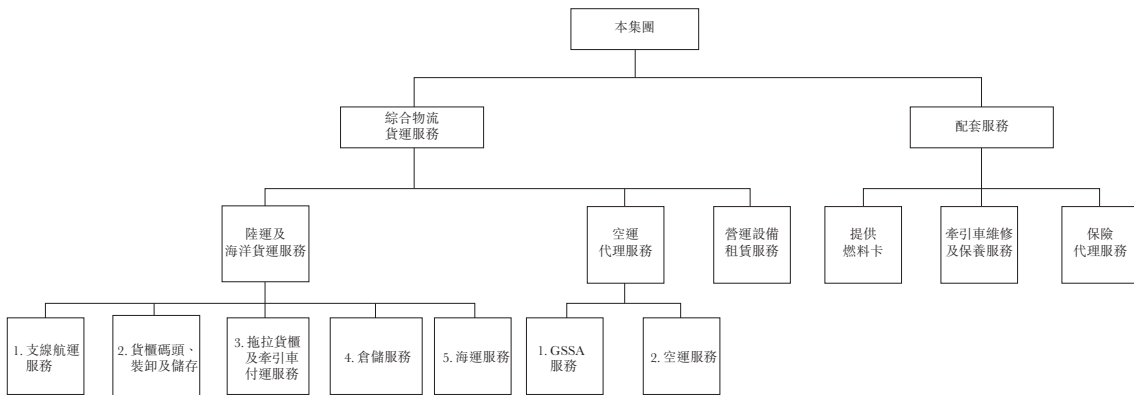 本集團
綜合物流
貨運服務
配套服務
陸運及
海洋貨運服務
空運
代理服務
營運設備
租賃服務
提供
燃料卡
牽引車維修
及保養服務
保險
代理服務
1. 支線航運
服務
2. 貨櫃碼頭、
裝卸及儲存
3. 拖拉貨櫃
及牽引車
付運服務
4. 倉儲服務
5. 海運服務
1. GSSA
服務
2. 空運服務